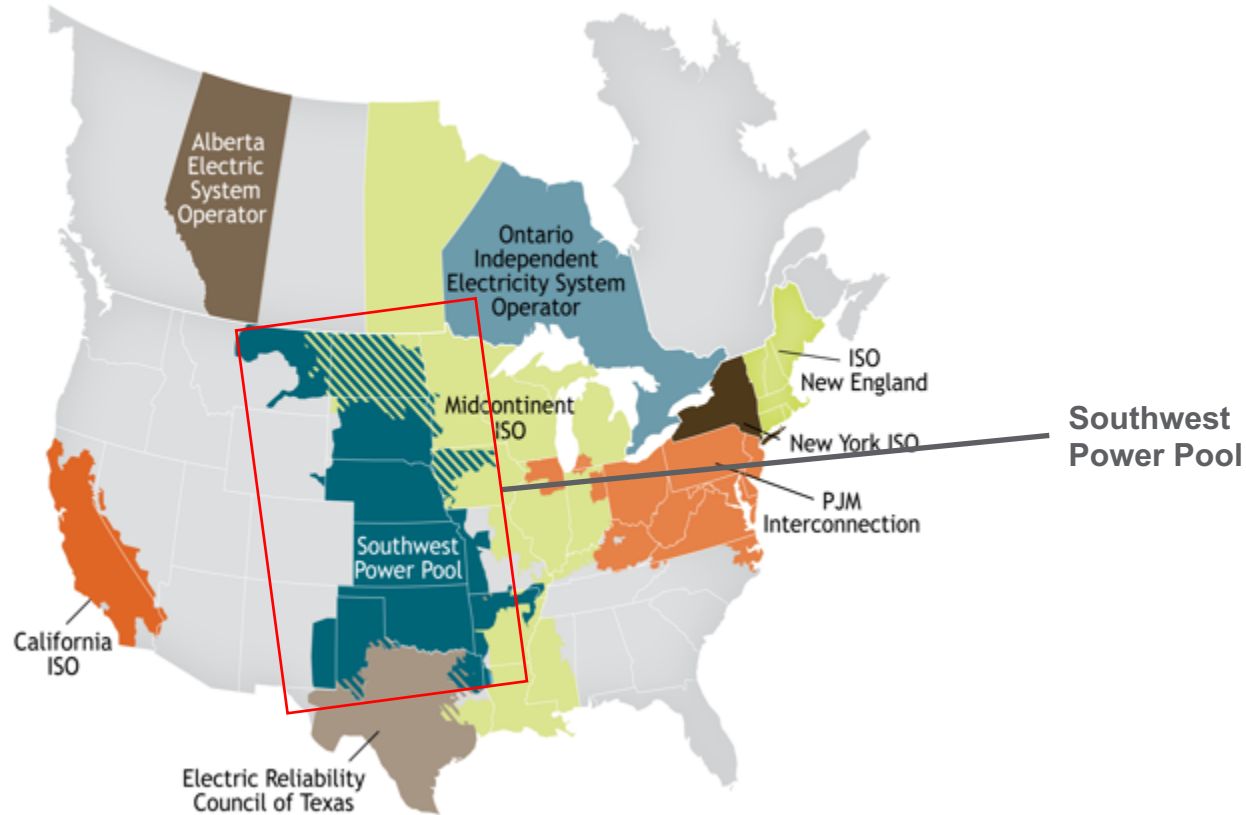 Alberta
Electric
System
Operator
Ontario
Independent
Electricity System
Operator
Midcontinent
ISO
ISO
New England
New York ISO
Southwest
Power Pool
PJM
Interconnection
Southwest
Power Pool
California
ISO
Electric Reliability
Council of Texas